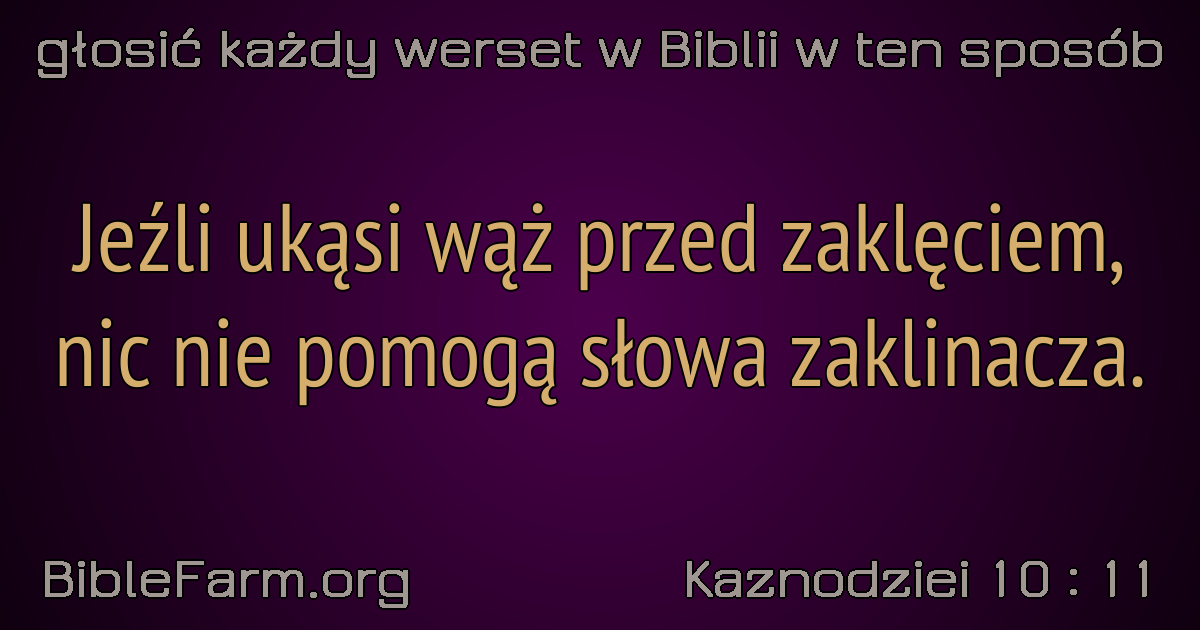 głosić każdy werset w Biblii w ten sposób
Jeźli ukąsi wąż przed zaklęciem,
nic nie pomogą słowa zaklinacza.
BibleFarm.org
Kaznodziei 10 : 11